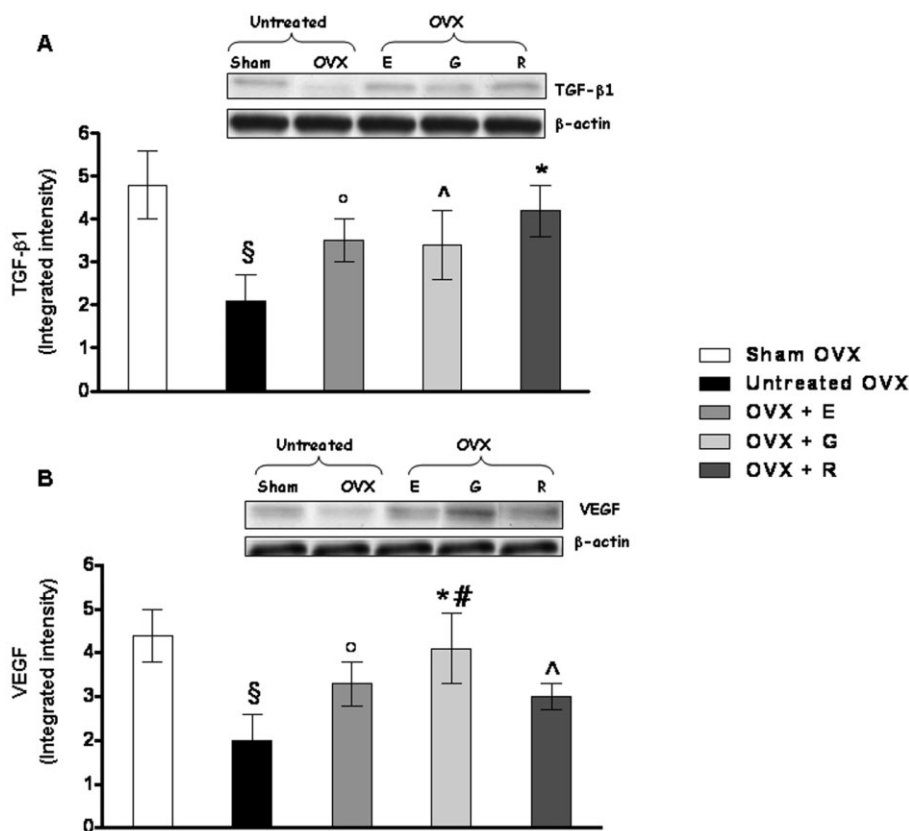 A
Untreated OVX
Sham OVX E G R
TGF-β1
β-actin
TGF-β1
(Integrated intensity)
6
5
4
3
2
1
0
§
°
^
*
Sham OVX
Untreated OVX
OVX + E
OVX + G
OVX + R
B
Untreated OVX
Sham OVX E G R
VEGF
β-actin
VEGF
(Integrated intensity)
6
5
4
3
2
1
0
§
°
*#
^